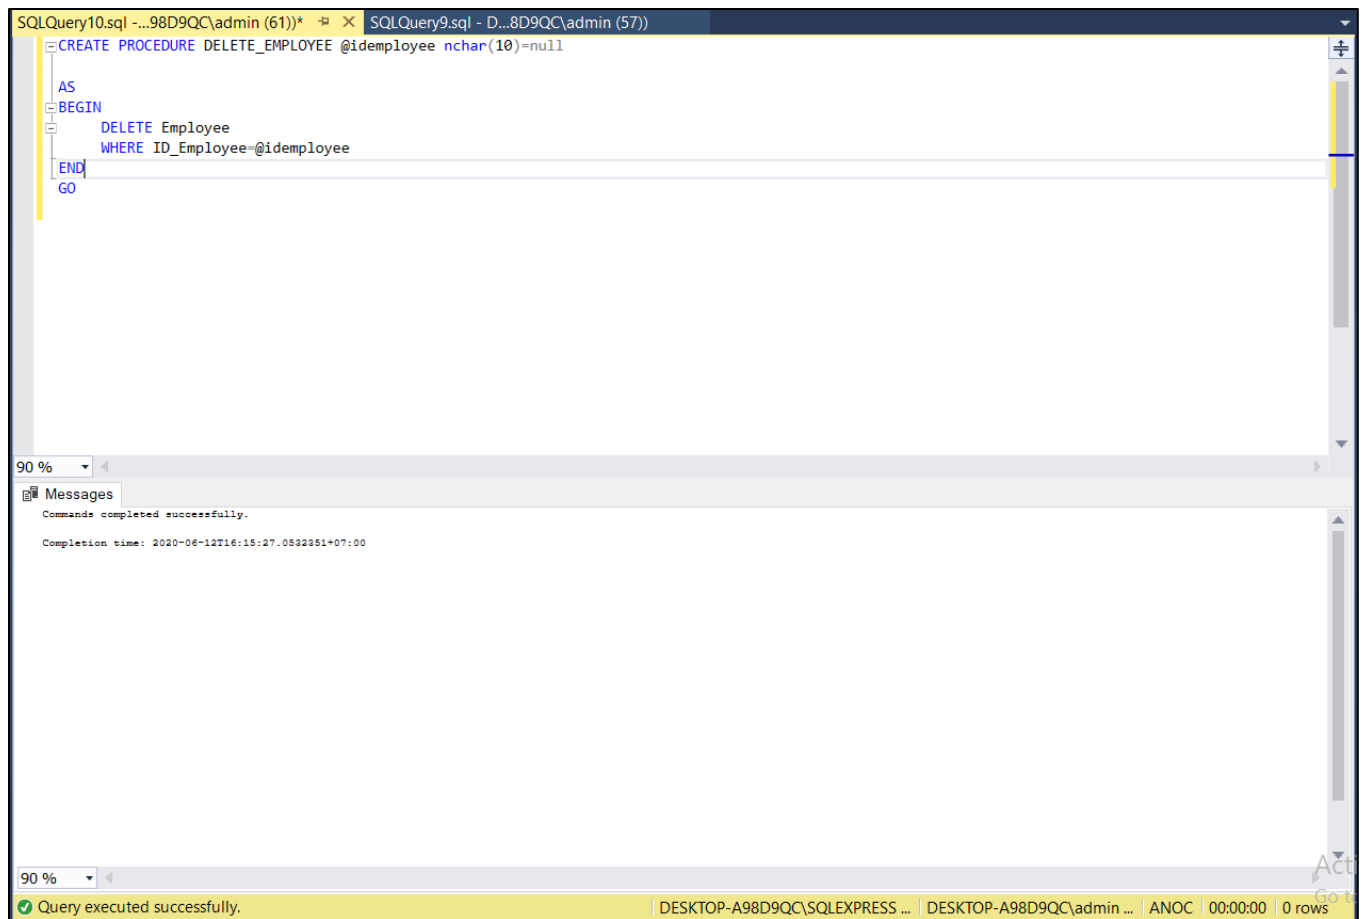 SQLQuery10.sql -...98D9QC\admin (61))* SQLQuery9.sql - D...8D9QC\admin (57))
CREATE PROCEDURE DELETE_EMPLOYEE @idemployee nchar(10)=null
AS
BEGIN
DELETE Employee
WHERE ID_Employee=@idemployee
END
GO
90 %
Messages
Commands completed successfully.
Completion time: 2020-06-12T16:15:27.0532351+07:00
90 %
Acti
Go to
Query executed successfully. DESKTOP-A98D9QC\SQLEXPRESS ... DESKTOP-A98D9QC\admin ... ANOC 00:00:00 0 rows